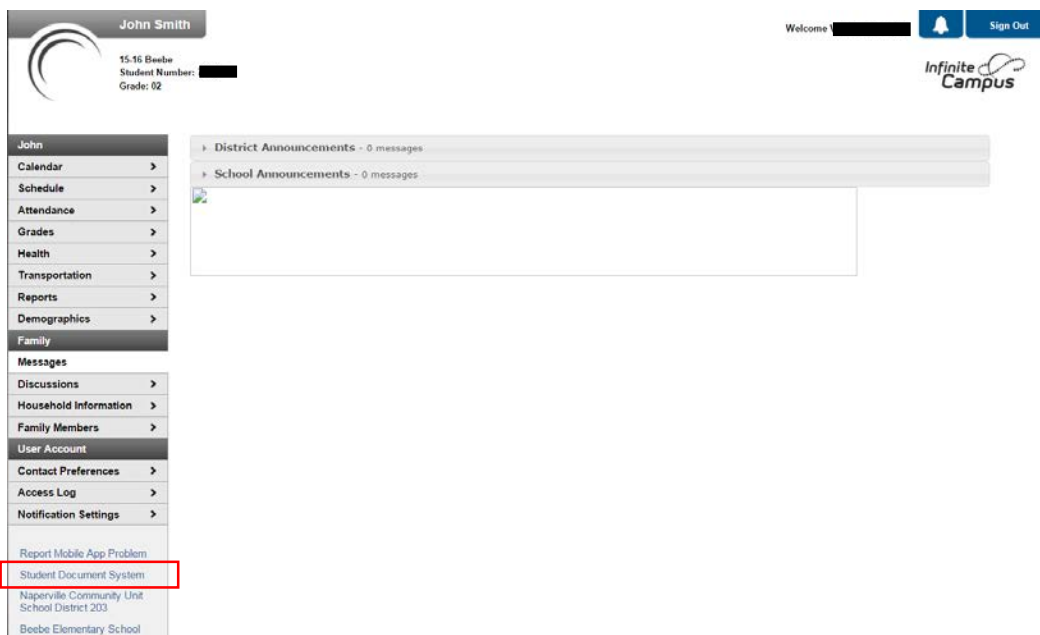 John Smith
Welcome
Sign Out
15-16 Beebe
Student Number:
Grade: 02
Infinite
Campus
John
Calendar
Schedule
Attendance
Grades
Health
Transportation
Reports
Demographics
Family
Messages
Discussions
Household Information
Family Members
User Account
Contact Preferences
Access Log
Notification Settings
Report Mobile App Problem
Student Document System
Naperville Community Unit
School District 203
Beebe Elementary School
District Announcements - 0 messages
School Announcements - 0 messages